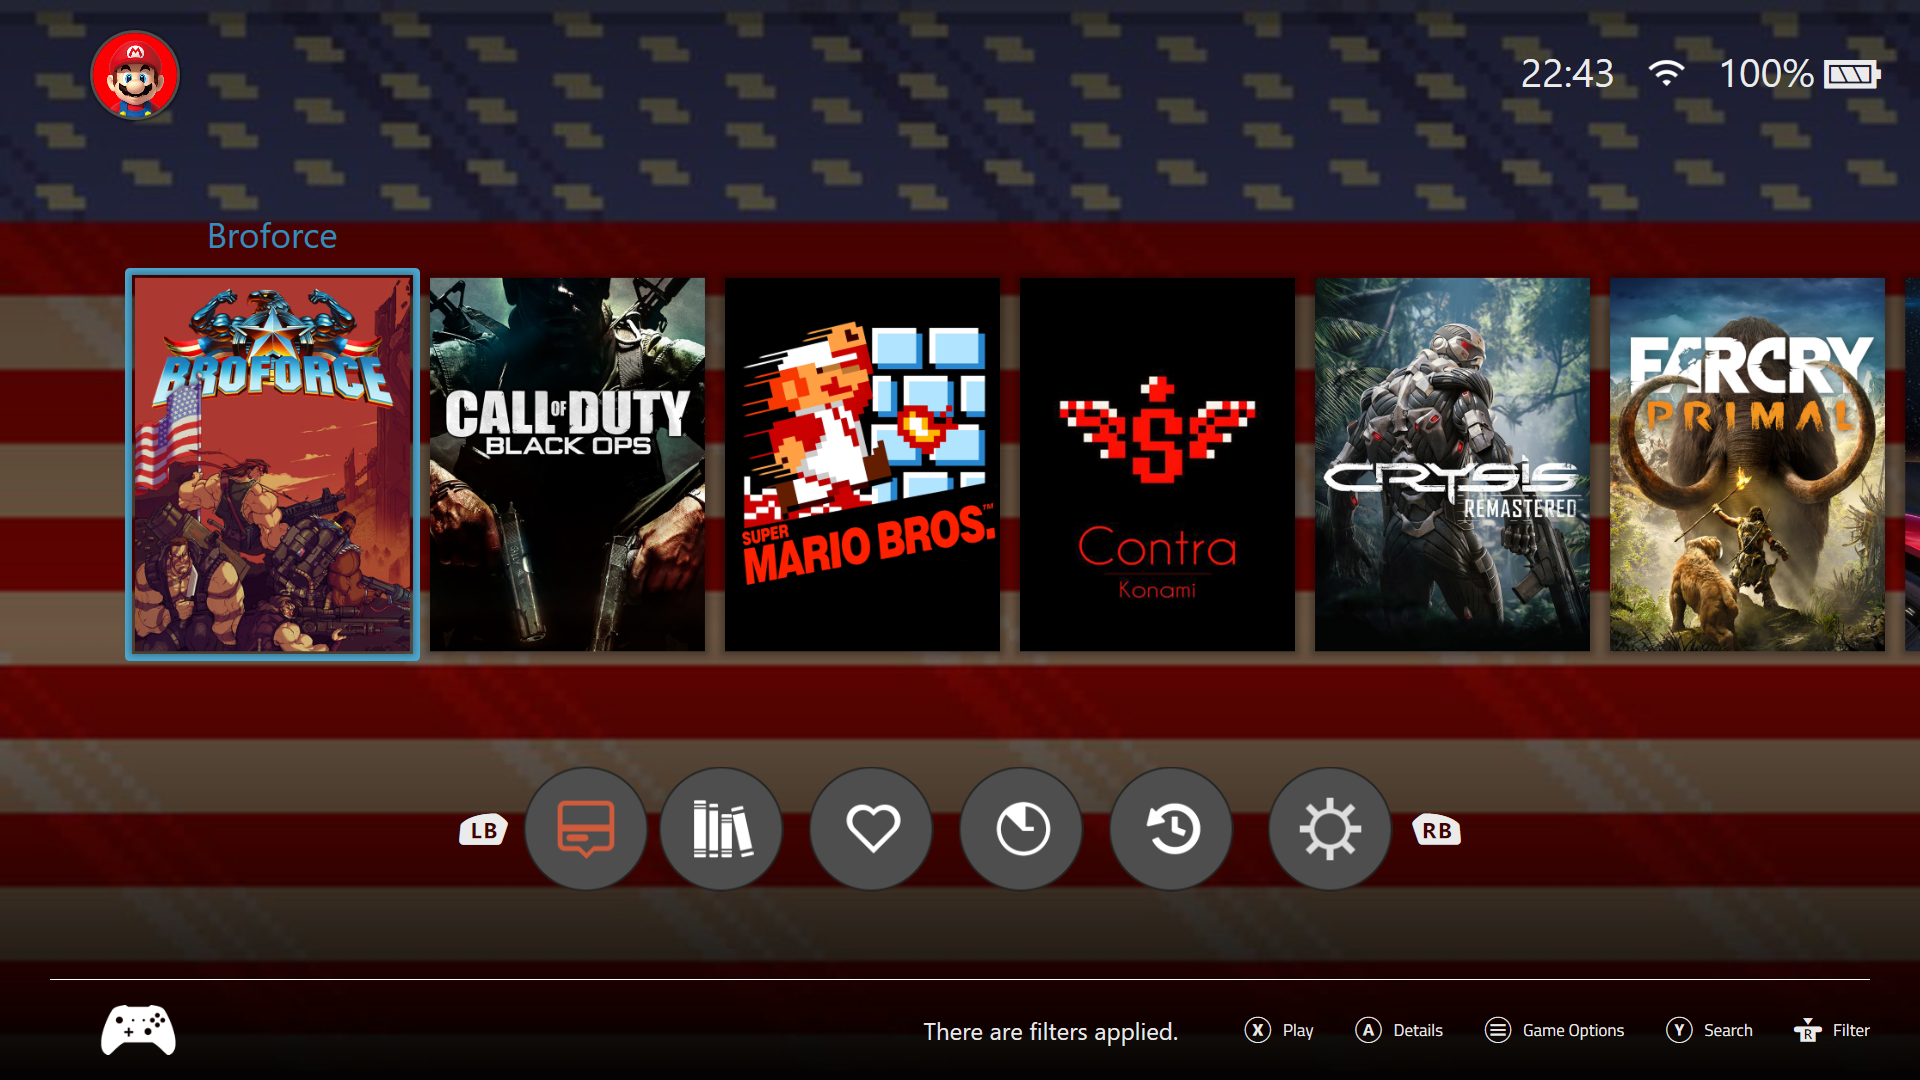 22:43
100%
Broforce
BROFORCE
CALL OF DUTY
BLACK OPS
SUPER
MARIO BROS.™
S
Contra
Konami
CRYSIS
REMASTERED
FARCRY
PRIMAL
LB
RB
There are filters applied.
X Play
A Details
Game Options
Y Search
R Filter